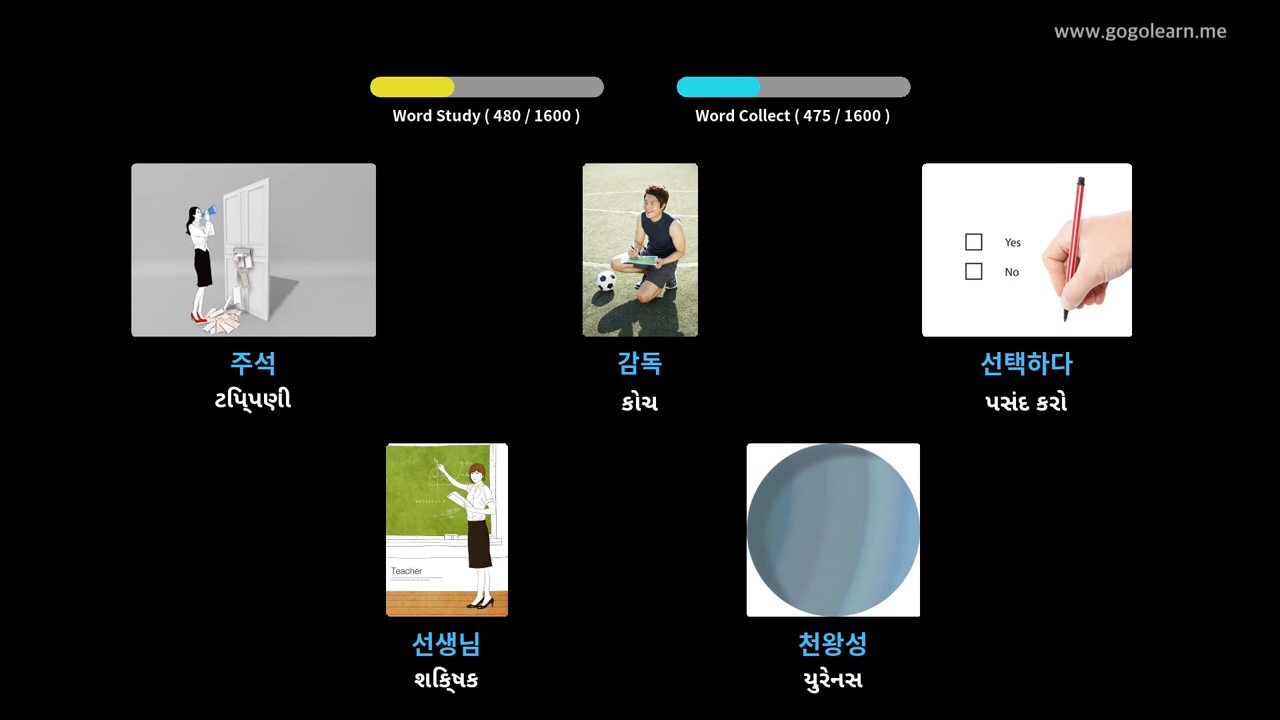 www.gogolearn.me
Word Study ( 480 / 1600 )
Word Collect ( 475 / 1600 )
Yes
No
주석
감독
선택하다
ટિપ્પણી
કોચ
પસંદ કરો
Teacher
선생님
천왕성
શિક્ષક
યુરેનસ